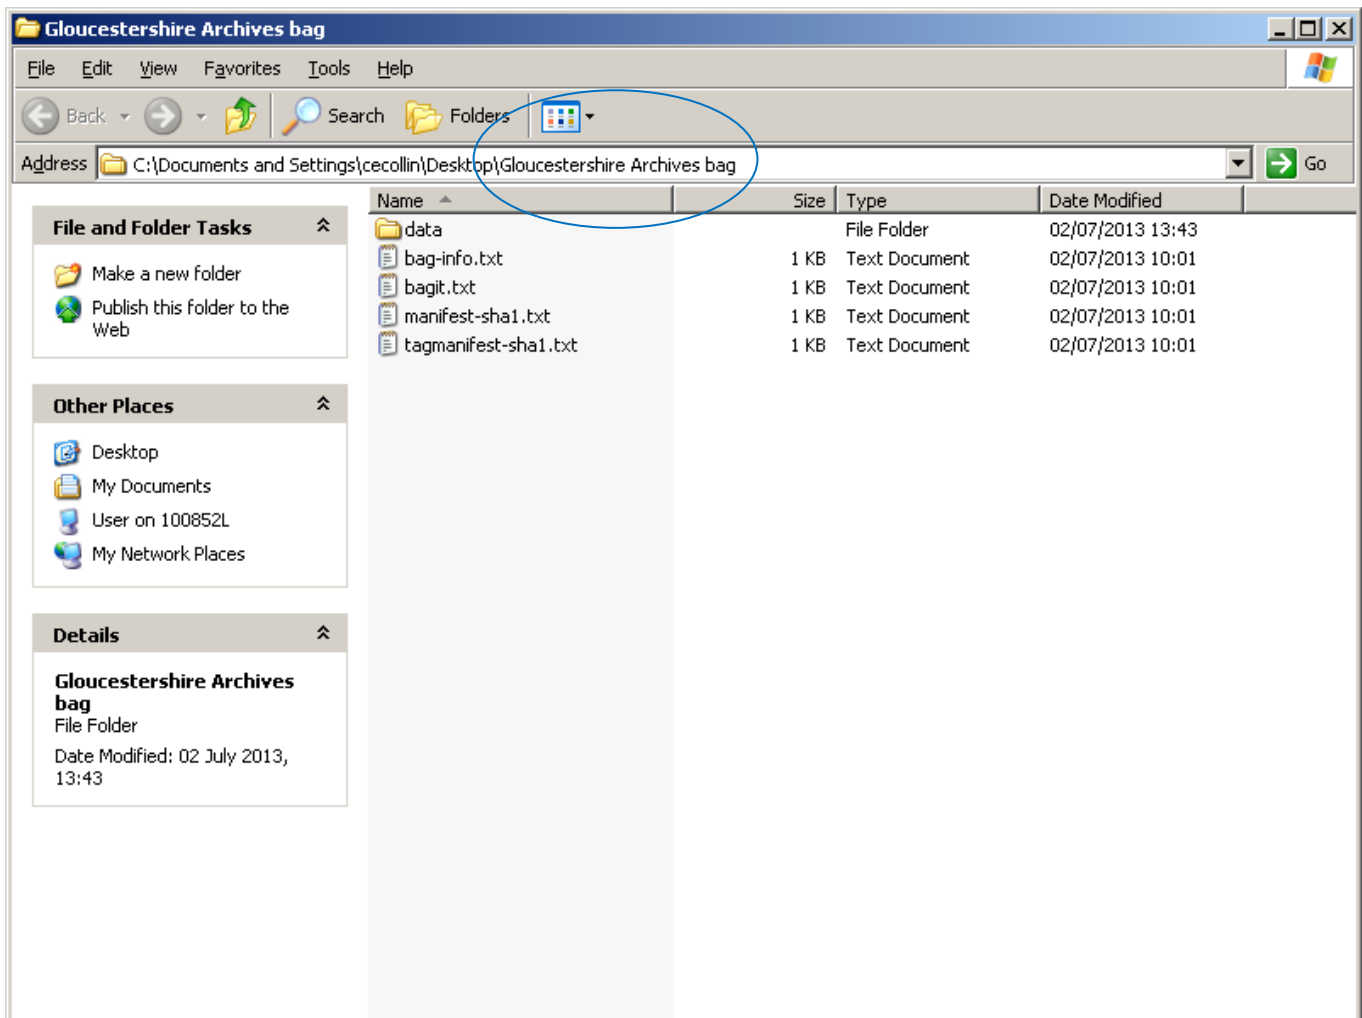 Gloucestershire Archives bag
File Edit View Favorites Tools Help
Back Search Folders
Address C:\Documents and Settings\cecollin\Desktop\Gloucestershire Archives bag Go
Name Size Type Date Modified
data File Folder 02/07/2013 13:43
bag-info.txt 1 KB Text Document 02/07/2013 10:01
bagit.txt 1 KB Text Document 02/07/2013 10:01
manifest-sha1.txt 1 KB Text Document 02/07/2013 10:01
tagmanifest-sha1.txt 1 KB Text Document 02/07/2013 10:01
File and Folder Tasks
Make a new folder
Publish this folder to the
Web
Other Places
Desktop
My Documents
User on 100852L
My Network Places
Details
Gloucestershire Archives
bag
File Folder
Date Modified: 02 July 2013,
13:43